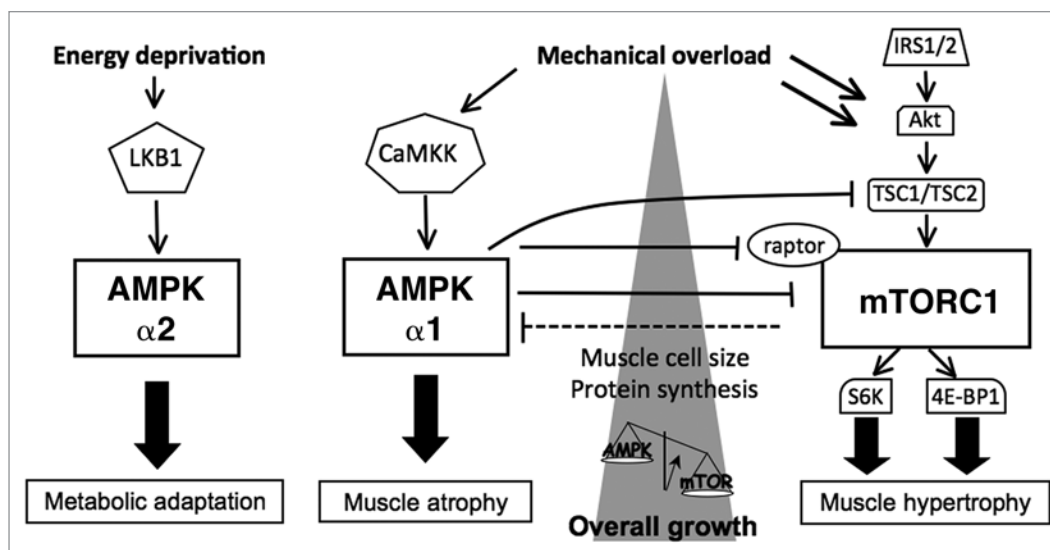 Energy deprivation
Mechanical overload
IRS1/2
Akt
LKB1
CaMKK
TSC1/TSC2
raptor
AMPK
α2
AMPK
α1
mTORC1
Muscle cell size
Protein synthesis
S6K
4E-BP1
AMPK
mTOR
Metabolic adaptation
Muscle atrophy
Overall growth
Muscle hypertrophy